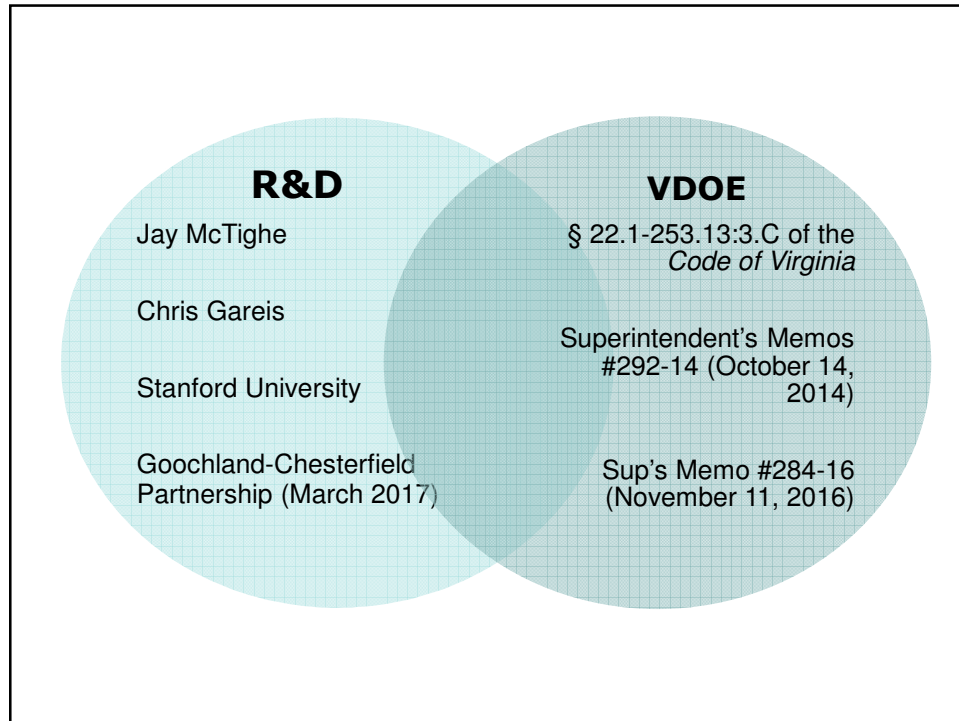 R&D
Jay McTighe
Chris Gareis
Stanford University
Goochland-Chesterfield
Partnership (March 2017)
VDOE
§ 22.1-253.13:3.C of the
Code of Virginia
Superintendent’s Memos
#292-14 (October 14,
2014)
Sup’s Memo #284-16
(November 11, 2016)